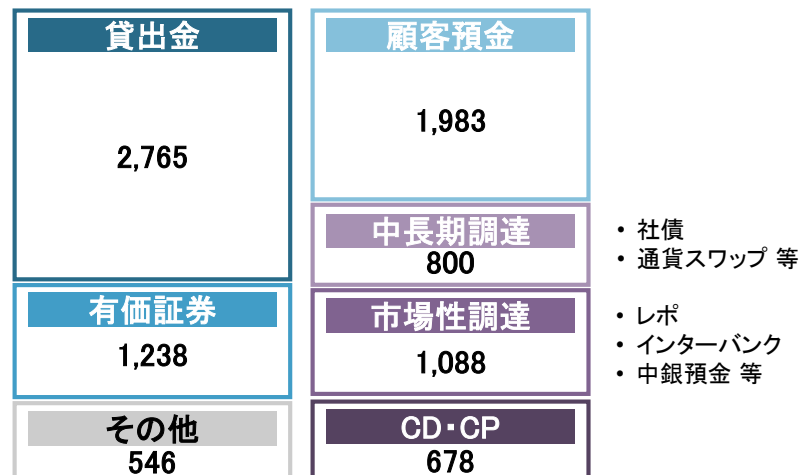 貸出金
2,765
有価証券
1,238
その他
546
顧客預金
1,983
中長期調達
800
市場性調達
1,088
CD・CP
678
• 社債
• 通貨スワップ 等
• レポ
• インターバンク
• 中銀預金 等